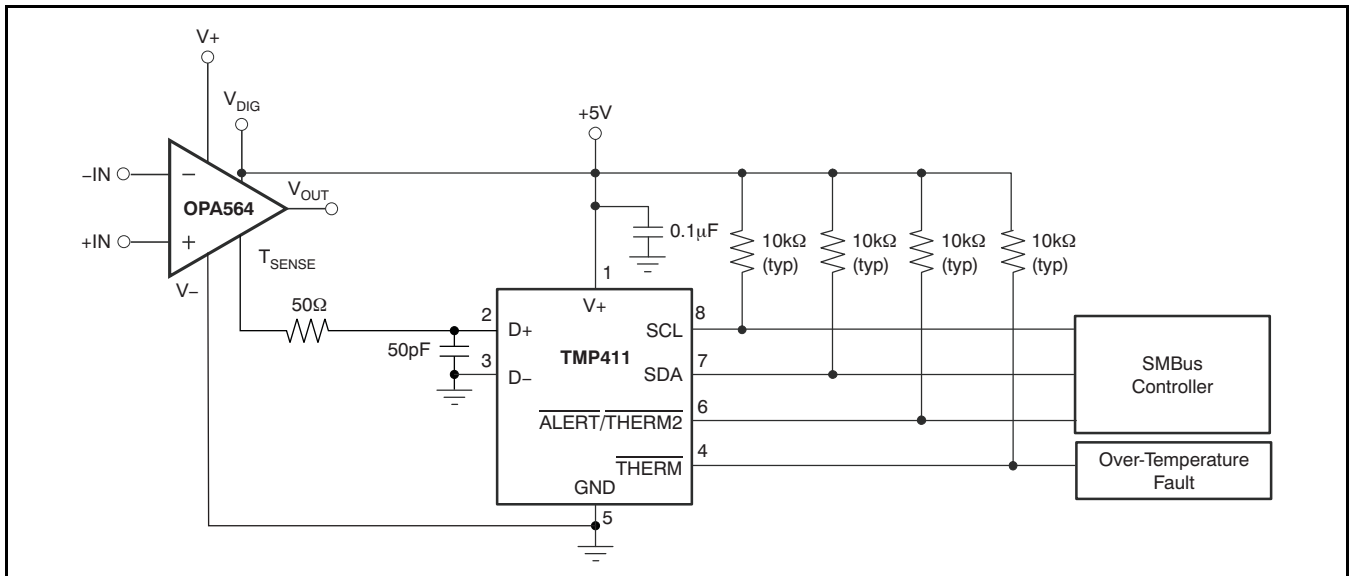 V+
VDIG
+5V
–IN
−
VOUT
OPA564
+IN
+
TSENSE
V–
0.1μF
10kΩ
(typ)
10kΩ
(typ)
10kΩ
(typ)
10kΩ
(typ)
50Ω
50pF
1
V+
2
D+
3
D−
TMP411
8
SCL
7
SDA
6
ALERT/THERM2
4
THERM
GND
5
SMBus
Controller
Over-Temperature
Fault